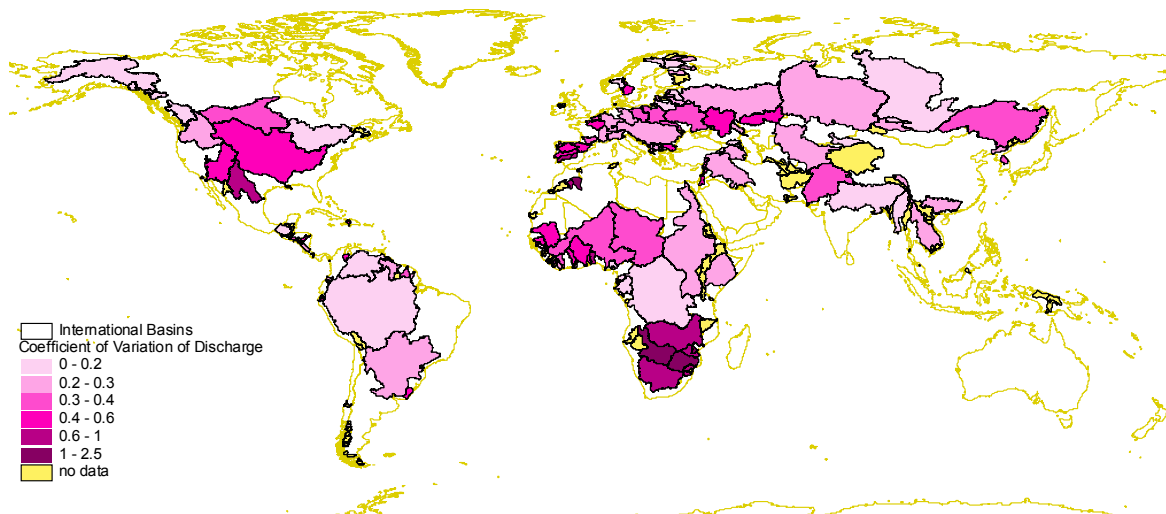 International Basins
Coefficient of Variation of Discharge
0 - 0.2
0.2 - 0.3
0.3 - 0.4
0.4 - 0.6
0.6 - 1
1 - 2.5
no data